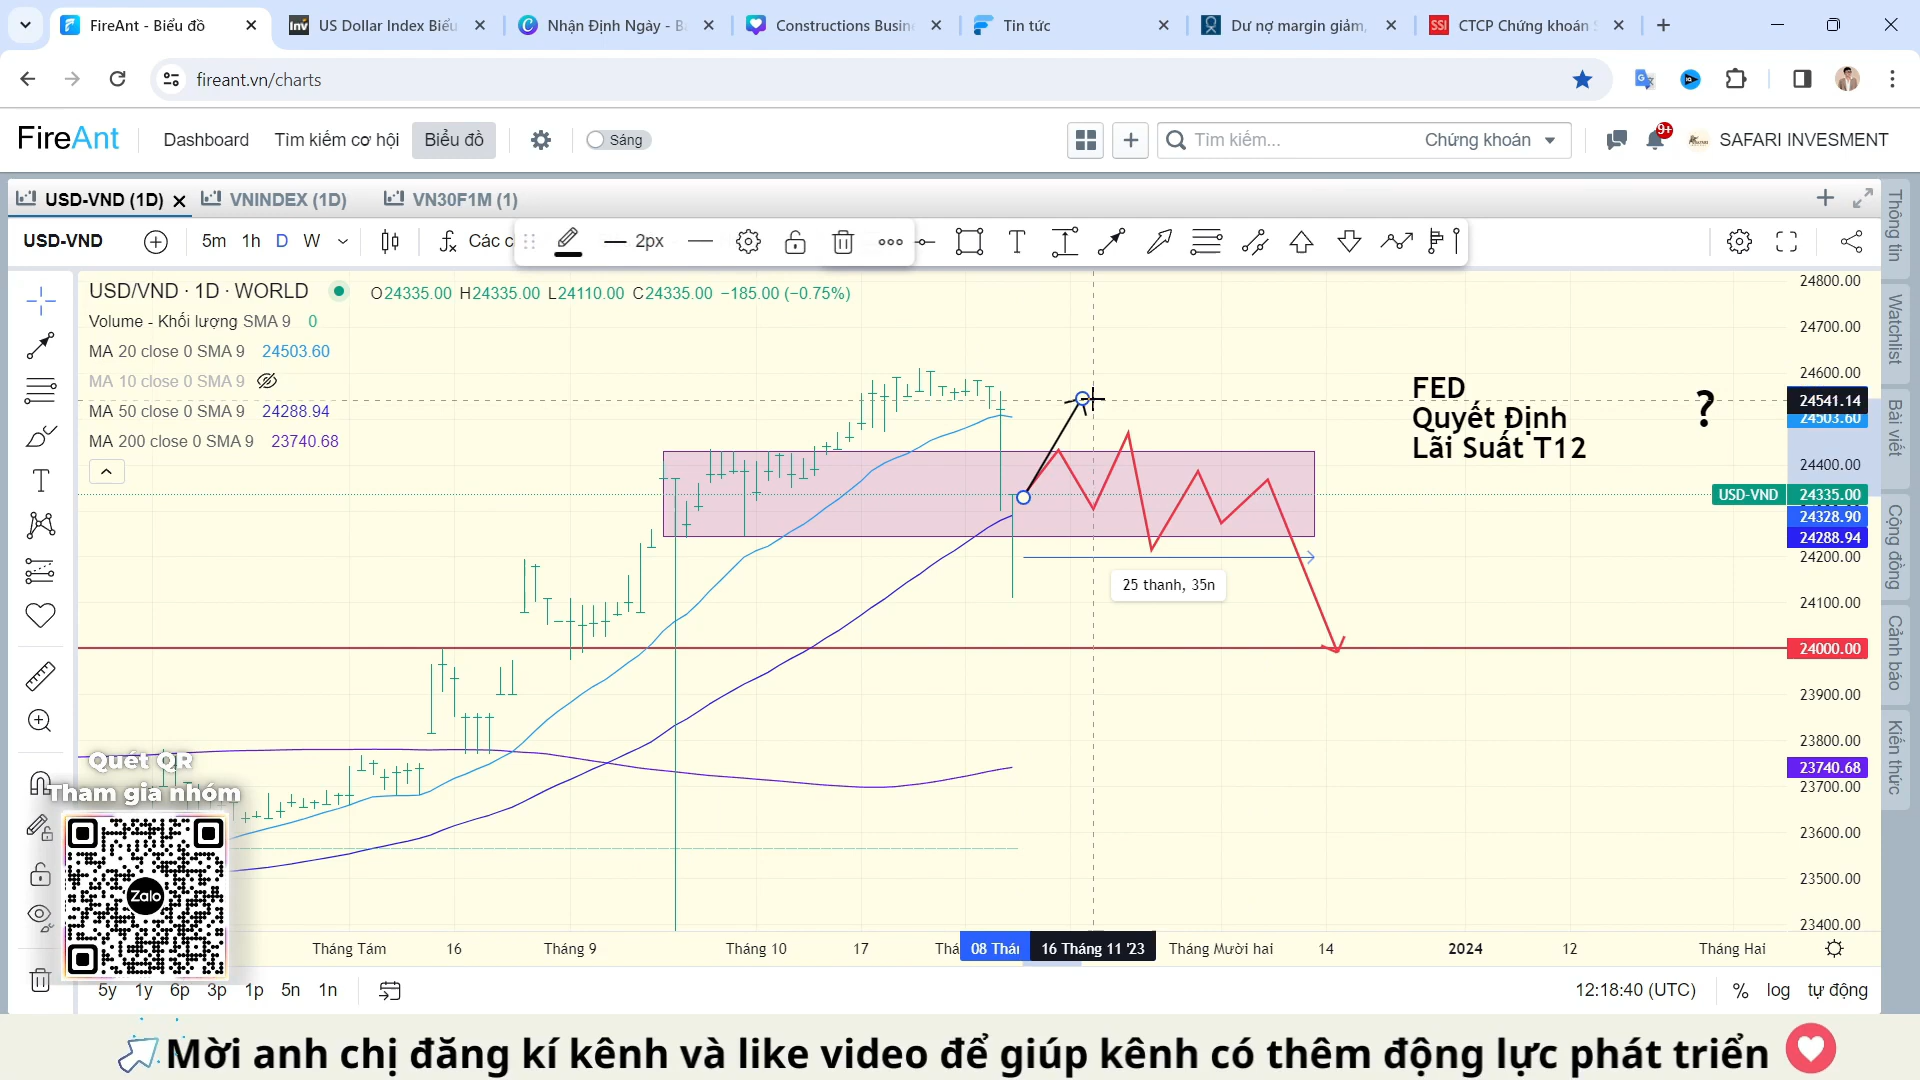 FireAnt - Biểu đồ
US Dollar Index Biểu
Nhận Định Ngày - B
Constructions Busin
Tin tức
Dư nợ margin giảm,
CTCP Chứng khoán
fireant.vn/charts
FireAnt
Dashboard
Tìm kiếm cơ hội
Biểu đồ
Sáng
Tìm kiếm...
Chứng khoán
9+
SAFARI INVESMENT
USD-VND (1D)
VNINDEX (1D)
VN30F1M (1)
USD-VND
5m 1h D W
Các c
2px
USD/VND · 1D · WORLD
O24335.00 H24335.00 L24110.00 C24335.00 −185.00 (−0.75%)
Volume - Khối lượng SMA 9 0
MA 20 close 0 SMA 9 24503.60
MA 10 close 0 SMA 9
MA 50 close 0 SMA 9 24288.94
MA 200 close 0 SMA 9 23740.68
FED
Quyết Định
Lãi Suất T12
?
25 thanh, 35n
24800.00
24700.00
24600.00
24541.14
24503.60
24400.00
USD-VND 24335.00
24328.90
24288.94
24200.00
24100.00
24000.00
23900.00
23800.00
23740.68
23700.00
23600.00
23500.00
23400.00
Thông tin
Watchlist
Bài viết
Cộng đồng
Cảnh báo
Kiến thức
Quét QR
Tham gia nhóm
Zalo
Tháng Tám
16
Tháng 9
Tháng 10
17
Thá
08 Thái
16 Tháng 11 '23
Tháng Mười hai
14
2024
12
Tháng Hai
5y 1y 6p 3p 1p 5n 1n
12:18:40 (UTC)
% log tự động
Mời anh chị đăng kí kênh và like video để giúp kênh có thêm động lực phát triển